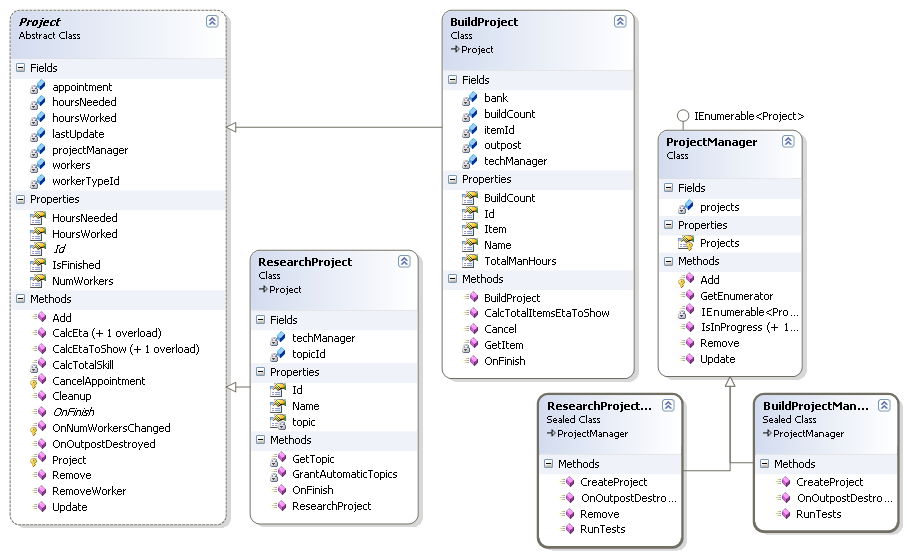 Project
Abstract Class
Fields
appointment
hoursNeeded
hoursWorked
lastUpdate
projectManager
workers
workerTypeId
Properties
HoursNeeded
HoursWorked
Id
IsFinished
NumWorkers
Methods
Add
CalcEta (+ 1 overload)
CalcEtaToShow (+ 1 overload)
CalcTotalSkill
CancelAppointment
Cleanup
OnFinish
OnNumWorkersChanged
OnOutpostDestroyed
Project
Remove
RemoveWorker
Update
ResearchProject
Class
Project
Fields
techManager
topicId
Properties
Id
Name
topic
Methods
GetTopic
GrantAutomaticTopics
OnFinish
ResearchProject
BuildProject
Class
Project
Fields
bank
buildCount
itemId
outpost
techManager
Properties
BuildCount
Id
Item
Name
TotalManHours
Methods
BuildProject
CalcTotalItemsEtaToShow
Cancel
GetItem
OnFinish
IEnumerable<Project>
ProjectManager
Class
Fields
projects
Properties
Projects
Methods
Add
GetEnumerator
IEnumerable<Pro...
IsInProgress (+ 1...
Remove
Update
ResearchProject...
Sealed Class
ProjectManager
Methods
CreateProject
OnOutpostDestro...
Remove
RunTests
BuildProjectMan...
Sealed Class
ProjectManager
Methods
CreateProject
OnOutpostDestro...
RunTests